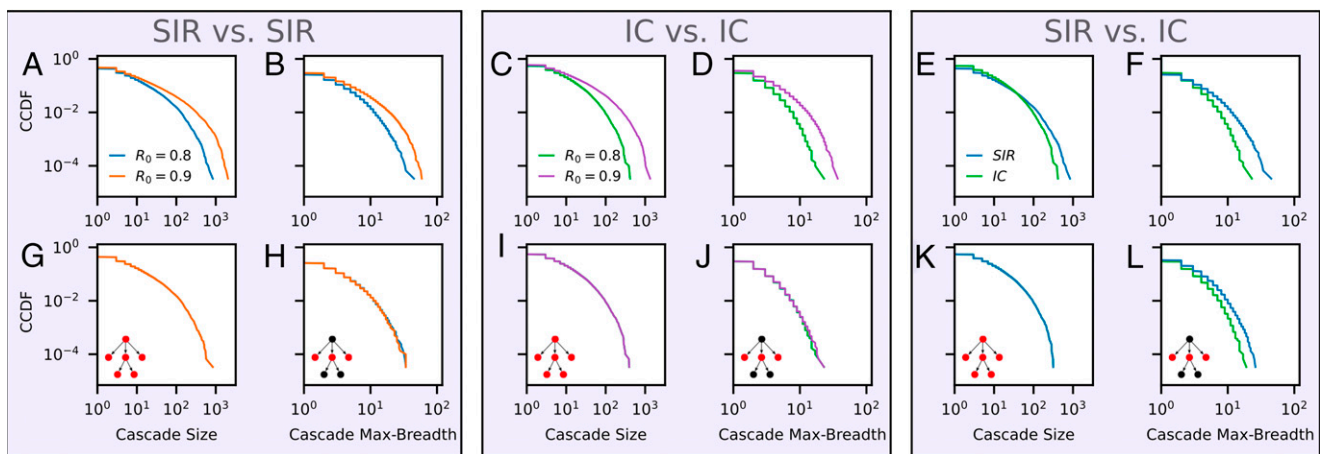 SIR vs. SIR
IC vs. IC
SIR vs. IC
A
B
C
D
E
F
CCDF
10^0
10^-2
10^-4
R_0 = 0.8
R_0 = 0.9
R_0 = 0.8
R_0 = 0.9
SIR
IC
10^0 10^1 10^2 10^3
10^0 10^1 10^2
10^0 10^1 10^2 10^3
10^0 10^1 10^2
10^0 10^1 10^2 10^3
10^0 10^1 10^2
G
H
I
J
K
L
CCDF
10^0
10^-2
10^-4
10^0 10^1 10^2 10^3
10^0 10^1 10^2
10^0 10^1 10^2 10^3
10^0 10^1 10^2
10^0 10^1 10^2 10^3
10^0 10^1 10^2
Cascade Size
Cascade Max-Breadth
Cascade Size
Cascade Max-Breadth
Cascade Size
Cascade Max-Breadth